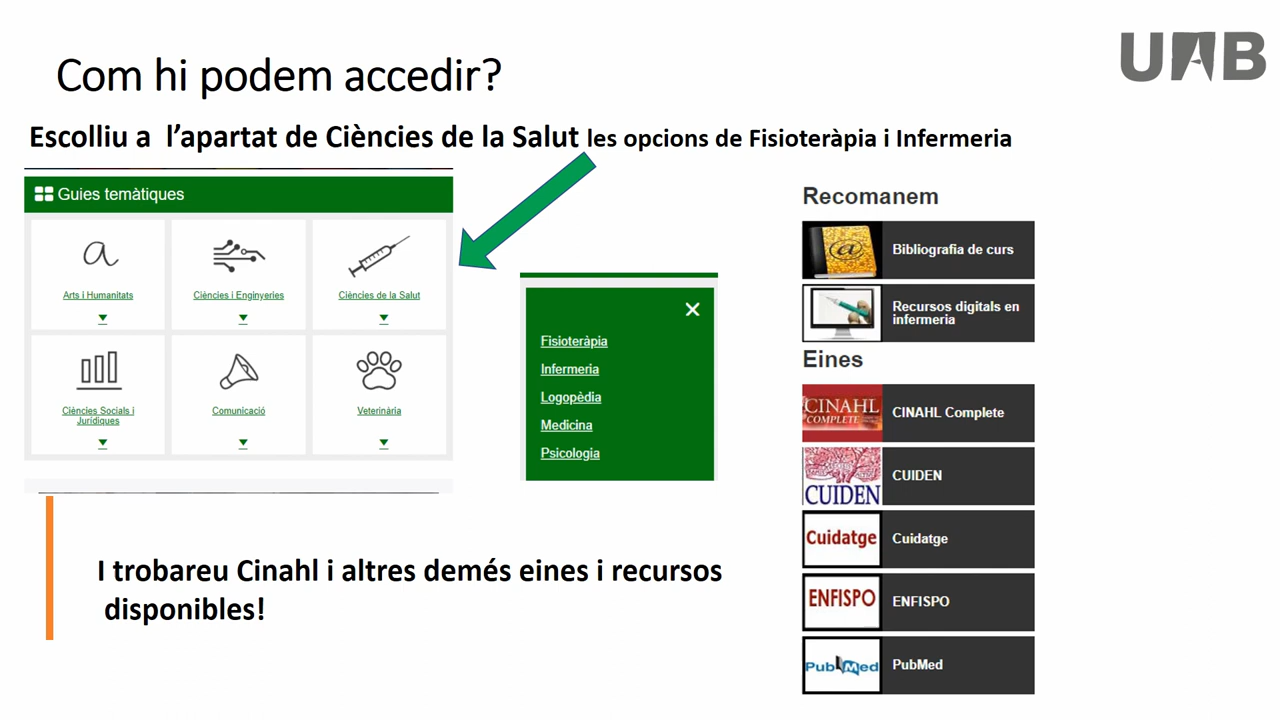 UAB
Com hi podem accedir?
Escolliu a l’apartat de Ciències de la Salut les opcions de Fisioteràpia i Infermeria
Guies temàtiques
Arts i Humanitats
Ciències i Enginyeries
Ciències de la Salut
Ciències Socials i
Jurídiques
Comunicació
Veterinària
Fisioteràpia
Infermeria
Logopèdia
Medicina
Psicologia
Recomanem
Bibliografia de curs
Recursos digitals en
infermeria
Eines
CINAHL
COMPLETE
CINAHL Complete
CUIDEN
CUIDEN
Cuidatge
Cuidatge
ENFISPO
ENFISPO
PubMed
PubMed
I trobareu Cinahl i altres demés eines i recursos
disponibles!